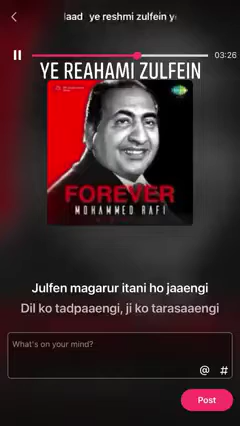 laad ye reshmi zulfein ye
03:26
YE REAHAMI ZULFEIN
FOREVER
MOHAMMED RAFI
Julfen magarur itani ho jaaengi
Dil ko tadpaaengi, ji ko tarasaaengi
What's on your mind?
@ #
Post